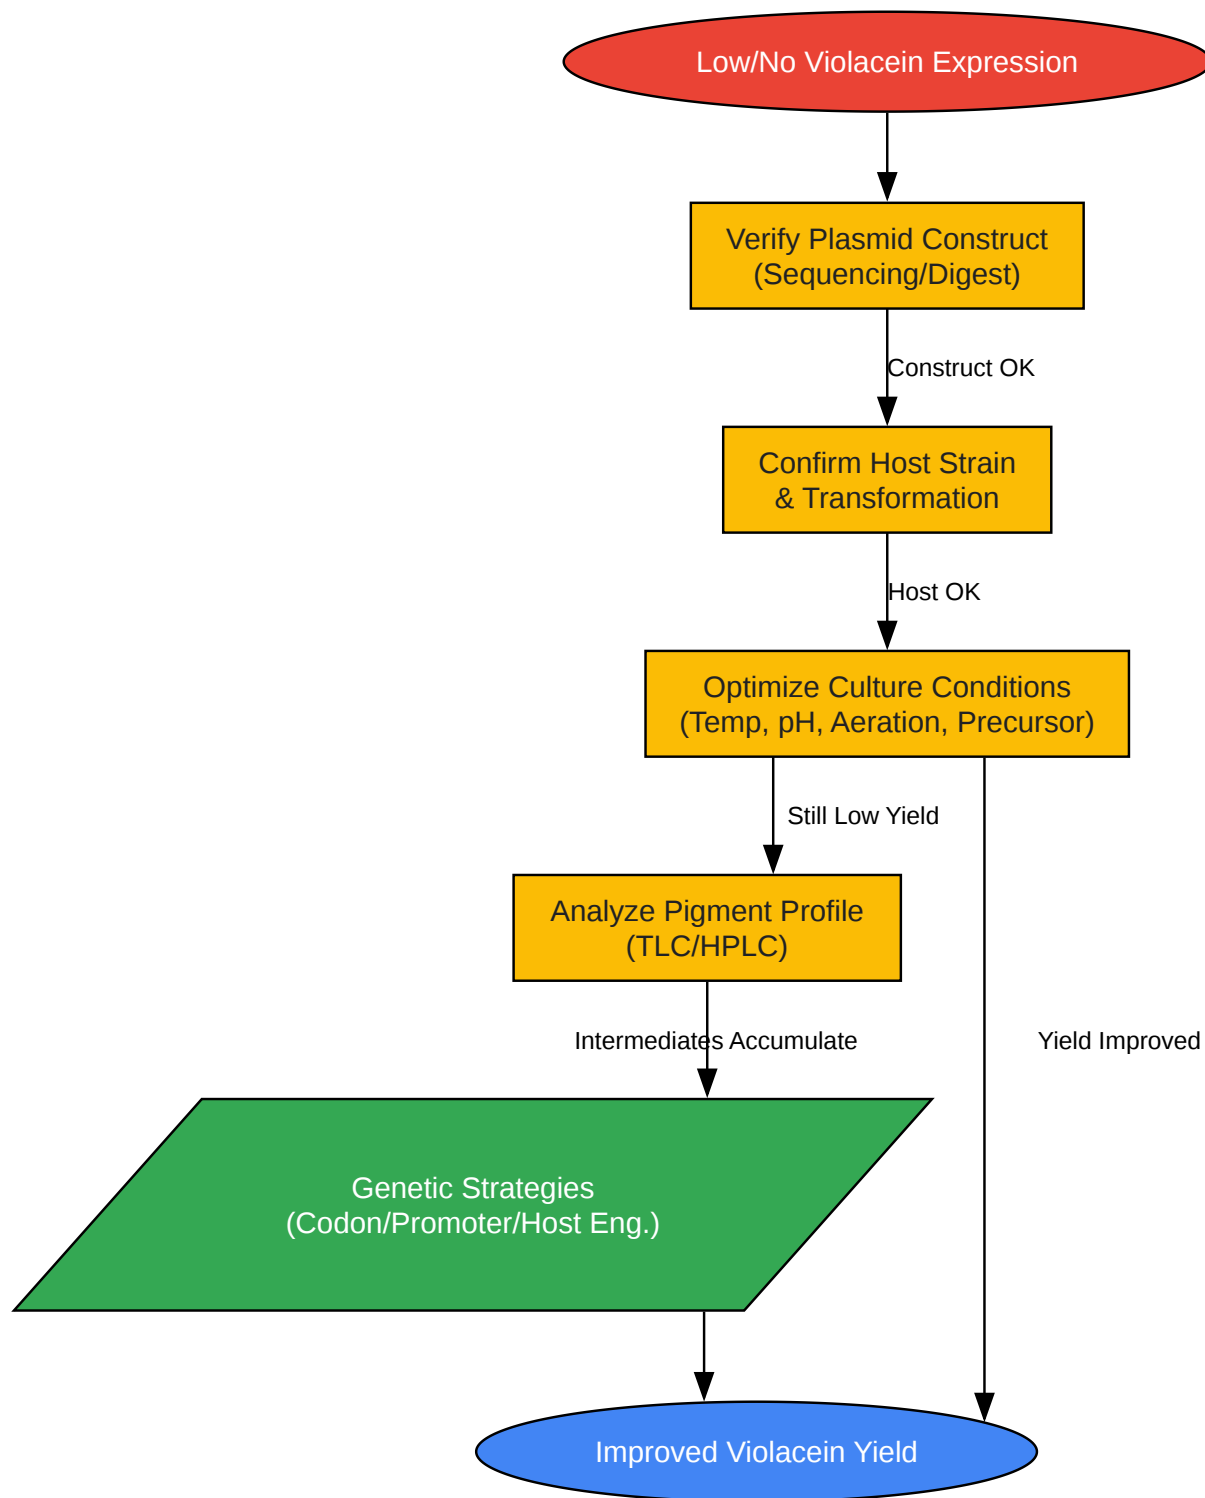 Low/No Violacein Expression
Verify Plasmid Construct
(Sequencing/Digest)
Construct OK
Confirm Host Strain
& Transformation
Host OK
Optimize Culture Conditions
(Temp, pH, Aeration, Precursor)
Still Low Yield
Analyze Pigment Profile
(TLC/HPLC)
Intermediates Accumulate
Yield Improved
Genetic Strategies
(Codon/Promoter/Host Eng.)
Improved Violacein Yield